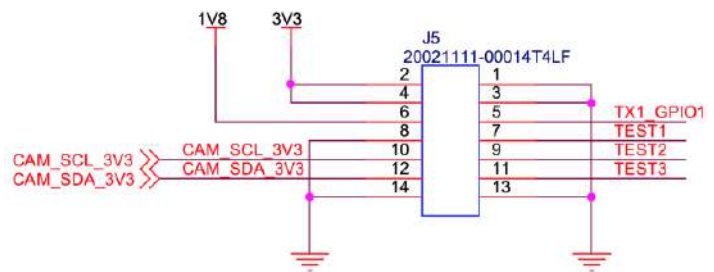 1V8 3V3
J5
20021111-00014T4LF
2 1
4 3
6 5 TX1_GPIO1
8 7 TEST1
CAM_SCL_3V3 CAM_SCL_3V3 10 9 TEST2
CAM_SDA_3V3 CAM_SDA_3V3 12 11 TEST3
14 13